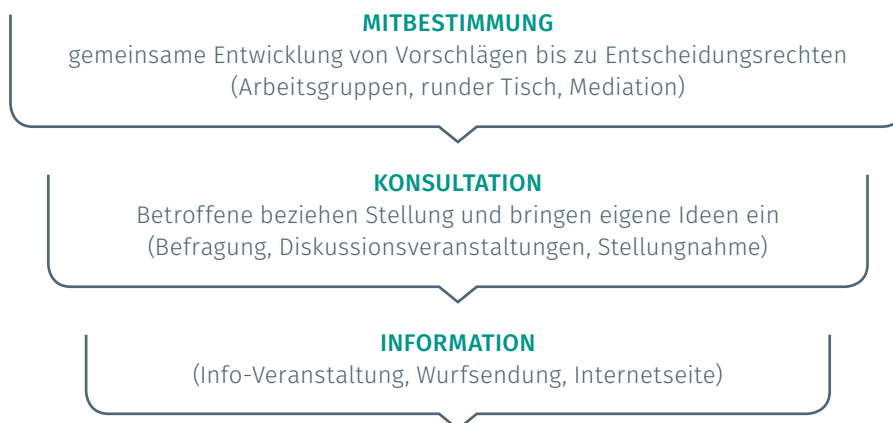 MITBESTIMMUNG
gemeinsame Entwicklung von Vorschlägen bis zu Entscheidungsrechten
(Arbeitsgruppen, runder Tisch, Mediation)
KONSULTATION
Betroffene beziehen Stellung und bringen eigene Ideen ein
(Befragung, Diskussionsveranstaltungen, Stellungnahme)
INFORMATION
(Info-Veranstaltung, Wurfsendung, Internetseite)